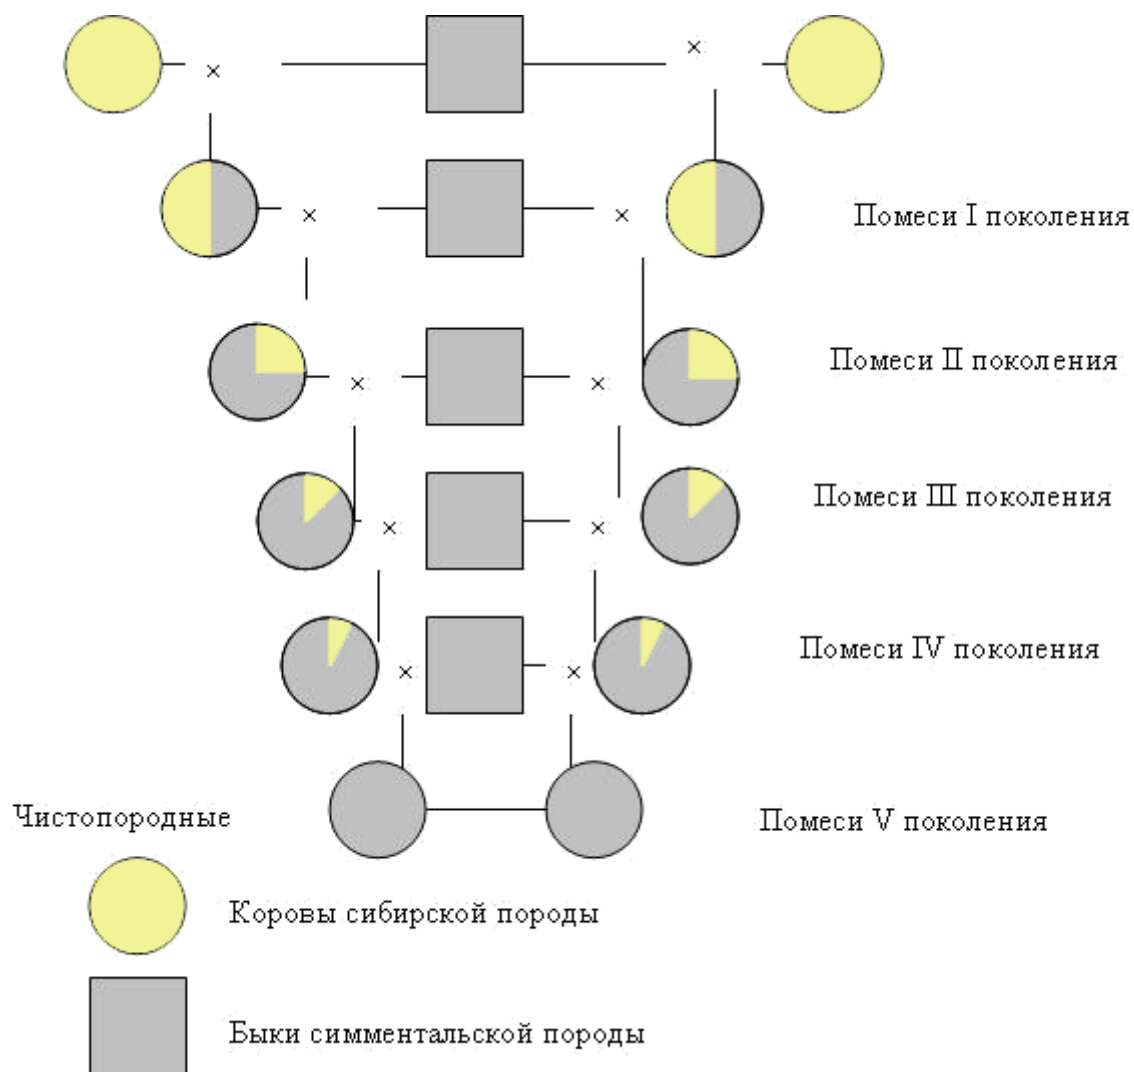 Помеси I поколения
Помеси II поколения
Помеси III поколения
Помеси IV поколения
Чистопородные
Помеси V поколения
Коровы сибирской породы
Быки симментальской породы